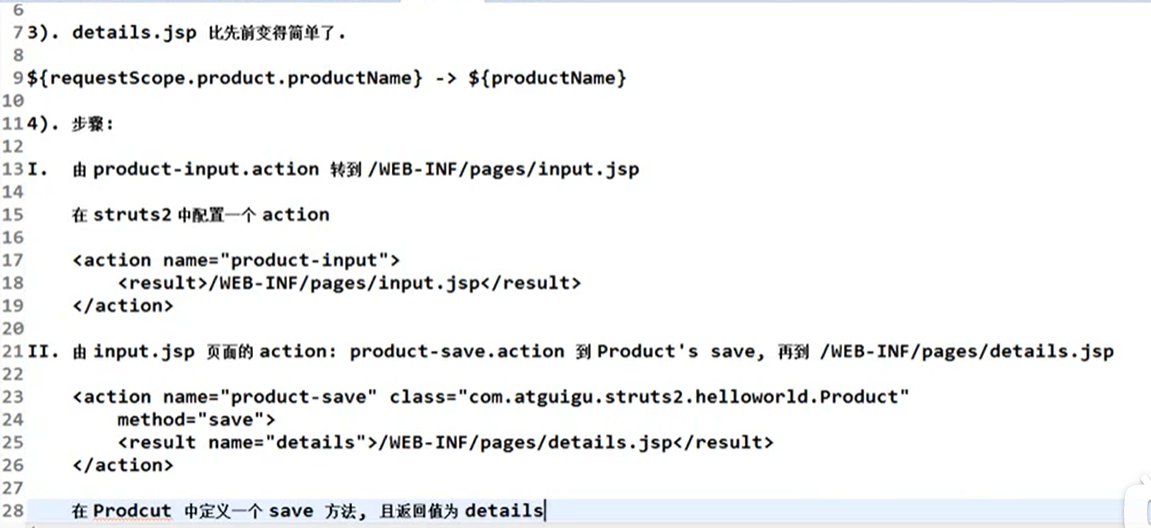 6
7 3). details.jsp 比先前变得简单了.
8
9 ${requestScope.product.productName} -> ${productName}
10
11 4). 步骤:
12
13 I. 由 product-input.action 转到 /WEB-INF/pages/input.jsp
14
15 在 struts2 中配置一个 action
16
17 <action name="product-input">
18 <result>/WEB-INF/pages/input.jsp</result>
19 </action>
20
21 II. 由 input.jsp 页面的 action: product-save.action 到 Product's save, 再到 /WEB-INF/pages/details.jsp
22
23 <action name="product-save" class="com.atguigu.struts2.helloworld.Product"
24 method="save">
25 <result name="details">/WEB-INF/pages/details.jsp</result>
26 </action>
27
28 在 Prodcut 中定义一个 save 方法, 且返回值为 details